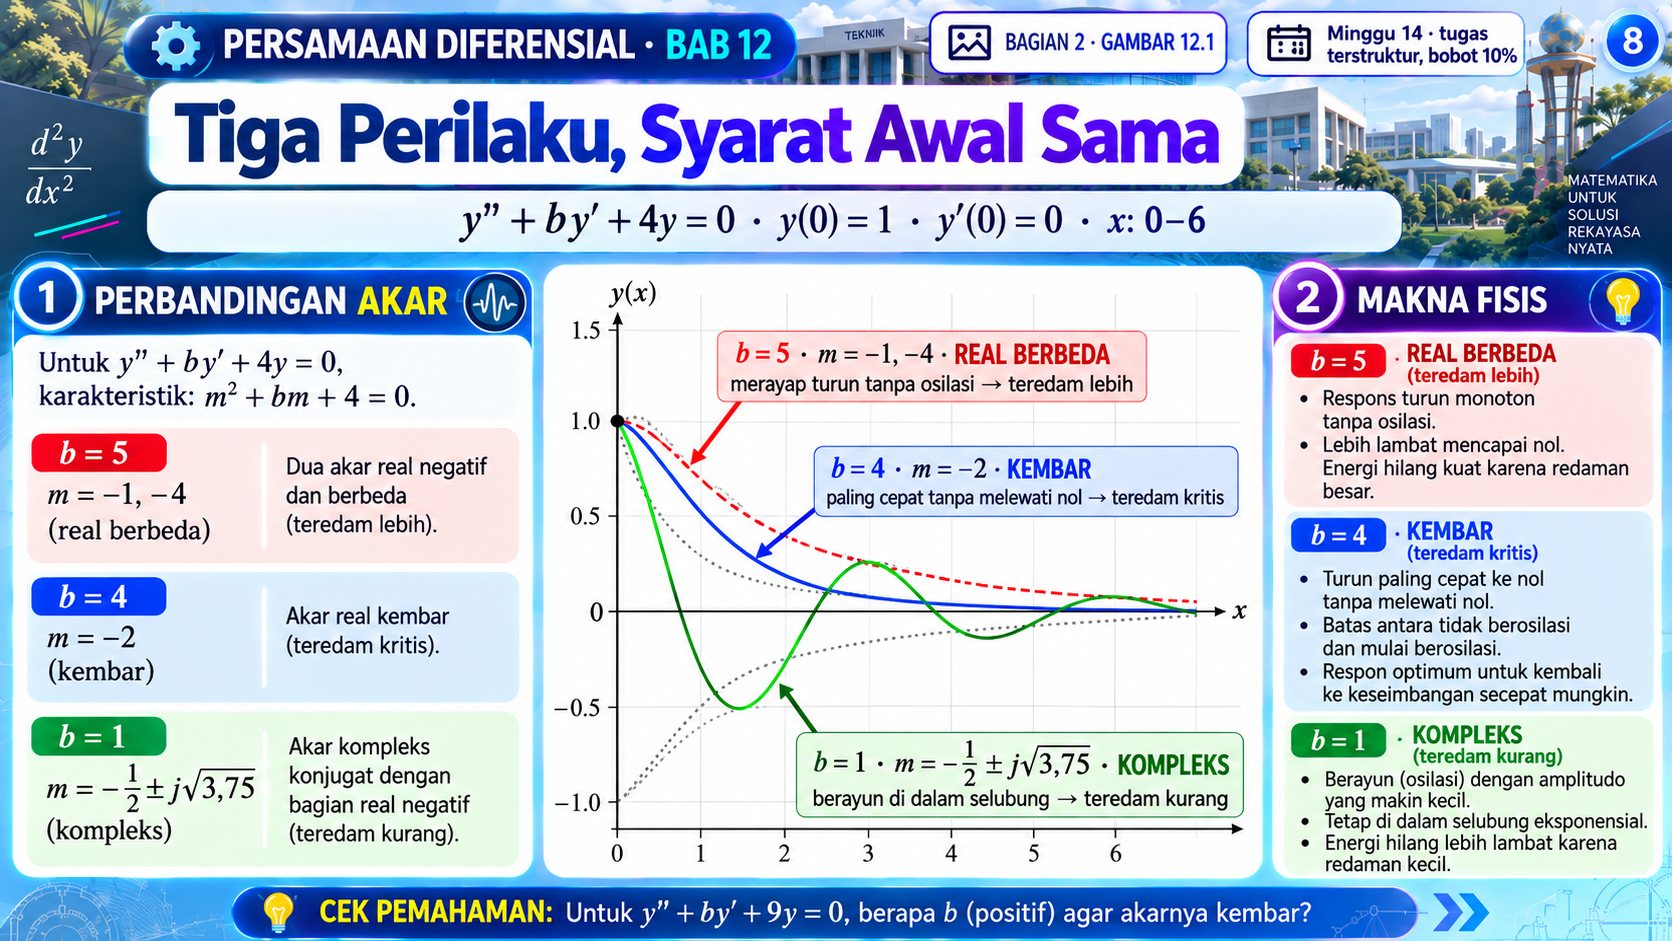 PERSAMAAN DIFERENSIAL · BAB 12
TEKNIIK
BAGIAN 2 · GAMBAR 12.1
Minggu 14 · tugas
terstruktur, bobot 10%
8
d²y
dx²
Tiga Perilaku, Syarat Awal Sama
y” + by′ + 4y = 0 · y(0) = 1 · y′(0) = 0 · x: 0–6
MATEMATIKA
UNTUK
SOLUSI
REKAYASA
NYATA
1 PERBANDINGAN AKAR
Untuk y” + by′ + 4y = 0,
karakteristik: m² + bm + 4 = 0.
b = 5
m = −1, −4
(real berbeda)
Dua akar real negatif
dan berbeda
(teredam lebih).
b = 4
m = −2
(kembar)
Akar real kembar
(teredam kritis).
b = 1
m = −1/2 ± j√3,75
(kompleks)
Akar kompleks
konjugat dengan
bagian real negatif
(teredam kurang).
y(x)
1.5
1.0
0.5
0
−0.5
−1.0
0 1 2 3 4 5 6
x
b = 5 · m = −1, −4 · REAL BERBEDA
merayap turun tanpa osilasi → teredam lebih
b = 4 · m = −2 · KEMBAR
paling cepat tanpa melewati nol → teredam kritis
b = 1 · m = −1/2 ± j√3,75 · KOMPLEKS
berayun di dalam selubung → teredam kurang
2 MAKNA FISIS
b = 5 · REAL BERBEDA
(teredam lebih)
• Respons turun monoton
tanpa osilasi.
• Lebih lambat mencapai nol.
Energi hilang kuat karena redaman
besar.
b = 4 · KEMBAR
(teredam kritis)
• Turun paling cepat ke nol
tanpa melewati nol.
• Batas antara tidak berosilasi
dan mulai berosilasi.
• Respon optimum untuk kembali
ke keseimbangan secepat mungkin.
b = 1 · KOMPLEKS
(teredam kurang)
• Berayun (osilasi) dengan amplitudo
yang makin kecil.
• Tetap di dalam selubung eksponensial.
• Energi hilang lebih lambat karena
redaman kecil.
CEK PEMAHAMAN: Untuk y” + by′ + 9y = 0, berapa b (positif) agar akarnya kembar?